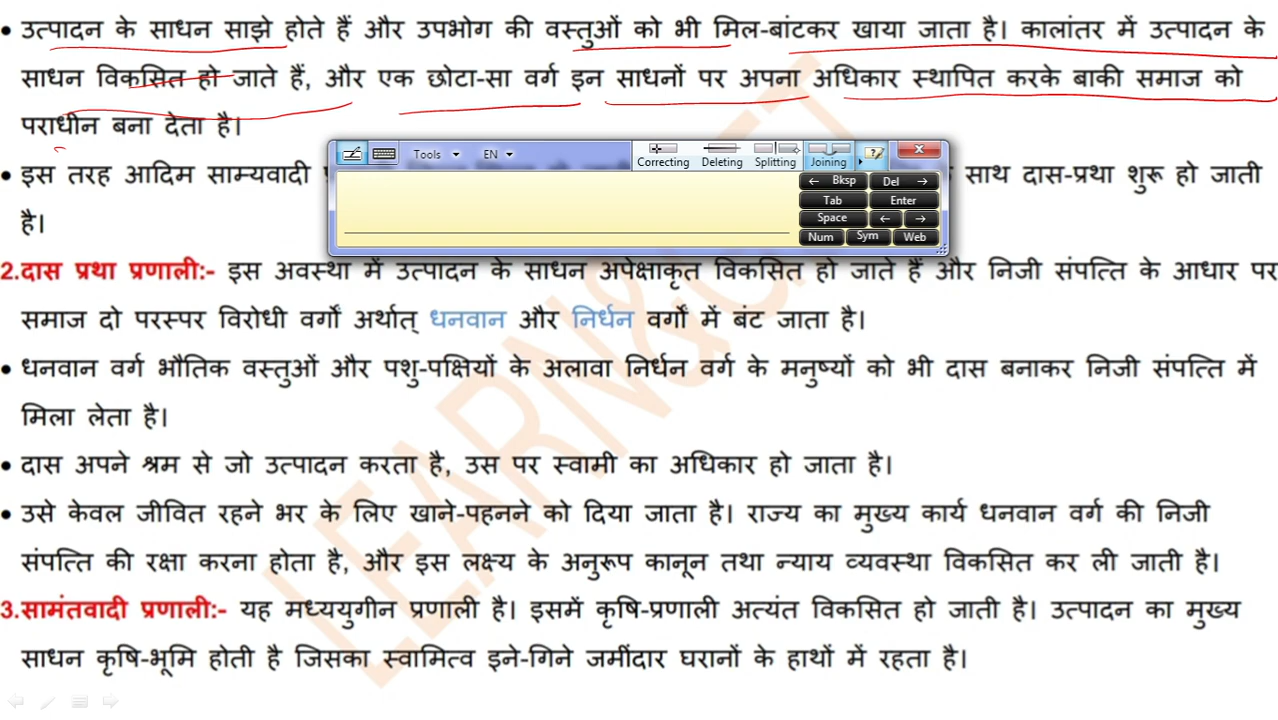 • उत्पादन के साधन साझे होते हैं और उपभोग की वस्तुओं को भी मिल-बांटकर खाया जाता है। कालांतर में उत्पादन के
साधन विकसित हो जाते हैं, और एक छोटा-सा वर्ग इन साधनों पर अपना अधिकार स्थापित करके बाकी समाज को
पराधीन बना देता है।
Tools EN Correcting Deleting Splitting Joining
• इस तरह आदिम साम्यवादी साथ दास-प्रथा शुरू हो जाती
← Bksp Del →
Tab Enter
Space ← →
Num Sym Web
है।
2.दास प्रथा प्रणाली:- इस अवस्था में उत्पादन के साधन अपेक्षाकृत विकसित हो जाते हैं और निजी संपत्ति के आधार पर
समाज दो परस्पर विरोधी वर्गों अर्थात् धनवान और निर्धन वर्गों में बंट जाता है।
• धनवान वर्ग भौतिक वस्तुओं और पशु-पक्षियों के अलावा निर्धन वर्ग के मनुष्यों को भी दास बनाकर निजी संपत्ति में
मिला लेता है।
• दास अपने श्रम से जो उत्पादन करता है, उस पर स्वामी का अधिकार हो जाता है।
• उसे केवल जीवित रहने भर के लिए खाने-पहनने को दिया जाता है। राज्य का मुख्य कार्य धनवान वर्ग की निजी
संपत्ति की रक्षा करना होता है, और इस लक्ष्य के अनुरूप कानून तथा न्याय व्यवस्था विकसित कर ली जाती है।
3.सामंतवादी प्रणाली:- यह मध्ययुगीन प्रणाली है। इसमें कृषि-प्रणाली अत्यंत विकसित हो जाती है। उत्पादन का मुख्य
साधन कृषि-भूमि होती है जिसका स्वामित्व इने-गिने जमींदार घरानों के हाथों में रहता है।